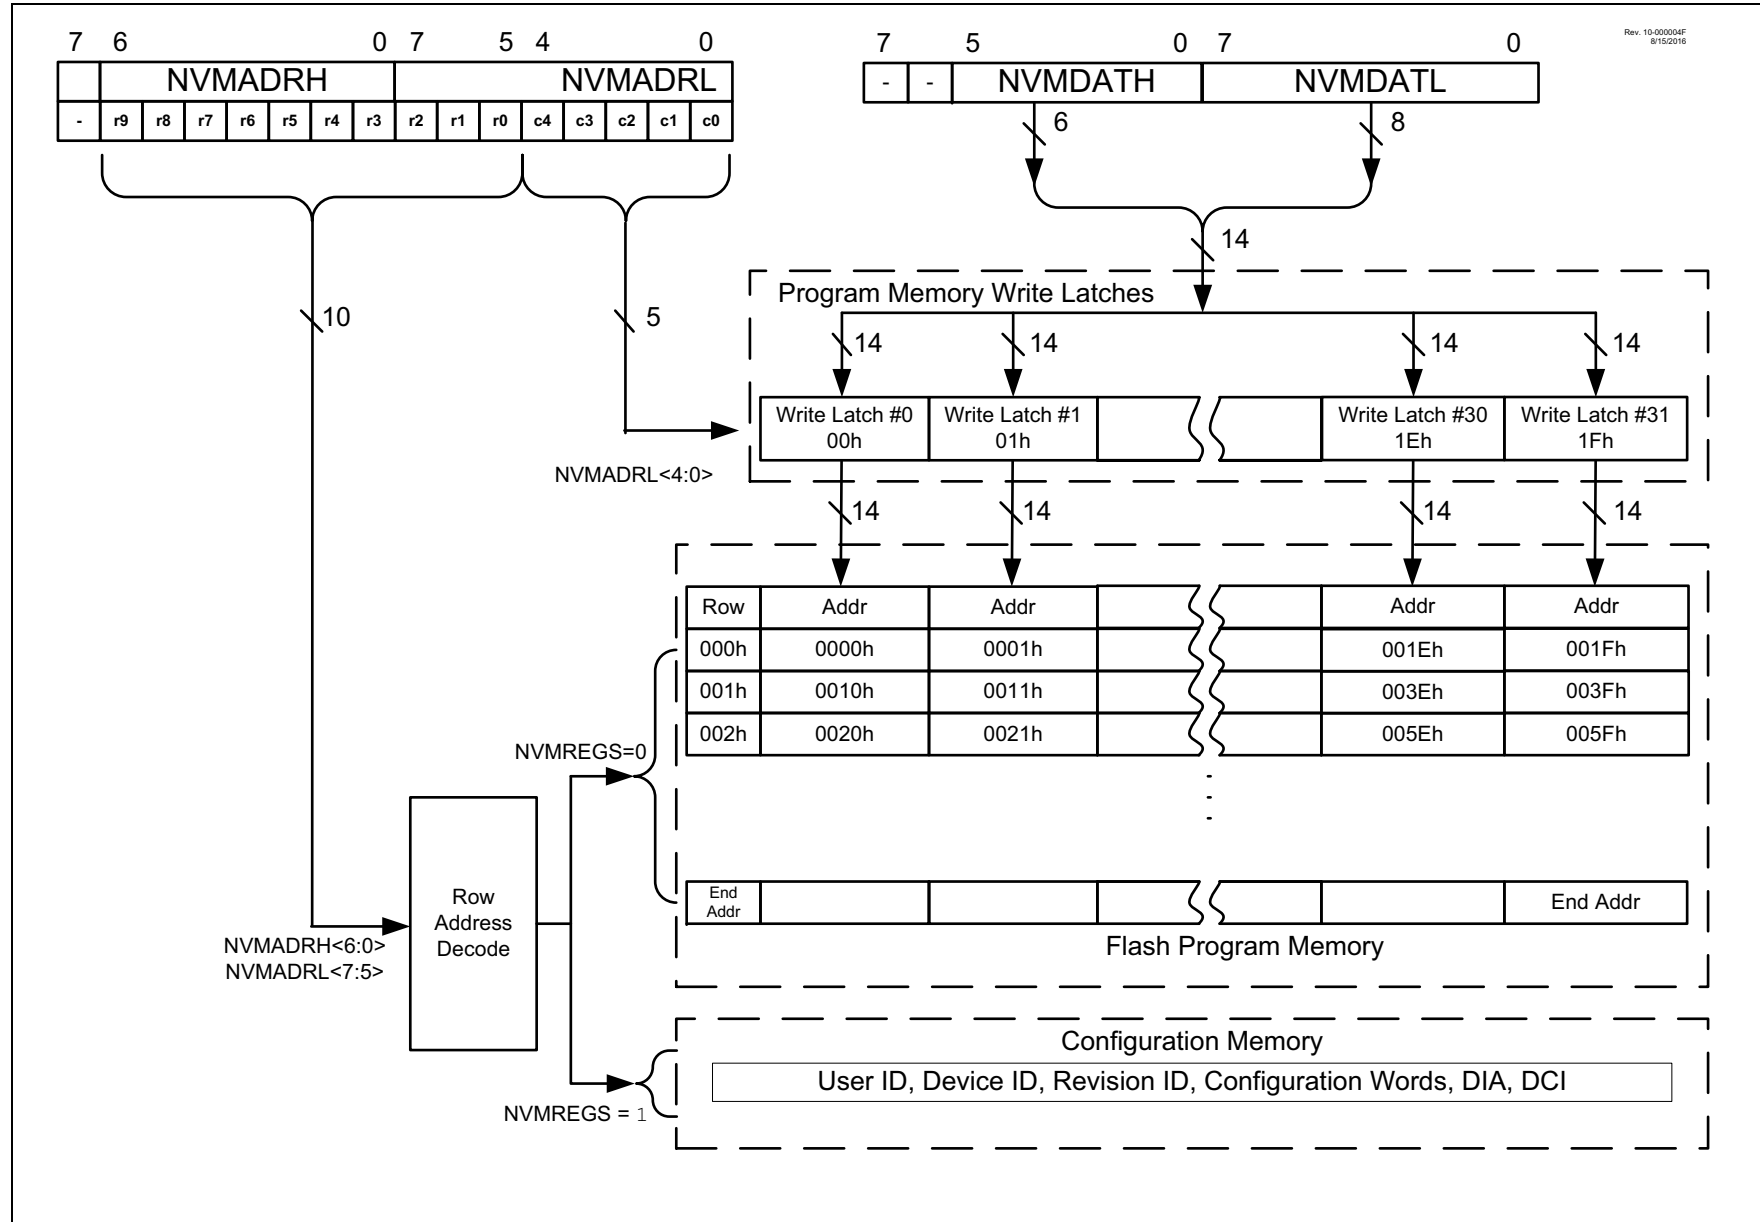 7 6 0 7 5 4 0
7 5 0 7 0
Rev. 10-000004F
8/15/2016
NVMADRH NVMADRL
- r9 r8 r7 r6 r5 r4 r3 r2 r1 r0 c4 c3 c2 c1 c0
- - NVMDATH NVMDATL
6 8
14
10 5
Program Memory Write Latches
14 14 14 14
Write Latch #0 Write Latch #1 Write Latch #30 Write Latch #31
00h 01h 1Eh 1Fh
NVMADRL<4:0>
14 14 14 14
Row Addr Addr Addr Addr
000h 0000h 0001h 001Eh 001Fh
001h 0010h 0011h 003Eh 003Fh
002h 0020h 0021h 005Eh 005Fh
NVMREGS=0
End
Addr
End Addr
Row
Address
Decode
NVMADRH<6:0>
NVMADRL<7:5>
Flash Program Memory
Configuration Memory
User ID, Device ID, Revision ID, Configuration Words, DIA, DCI
NVMREGS = 1